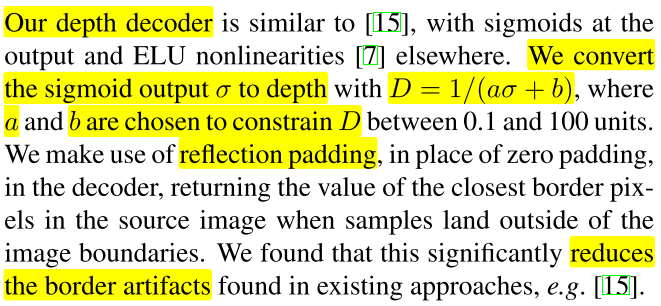 Our depth decoder is similar to [15], with sigmoids at the
output and ELU nonlinearities [7] elsewhere. We convert
the sigmoid output σ to depth with D = 1/(aσ + b), where
a and b are chosen to constrain D between 0.1 and 100 units.
We make use of reflection padding, in place of zero padding,
in the decoder, returning the value of the closest border pix-
els in the source image when samples land outside of the
image boundaries. We found that this significantly reduces
the border artifacts found in existing approaches, e.g. [15].